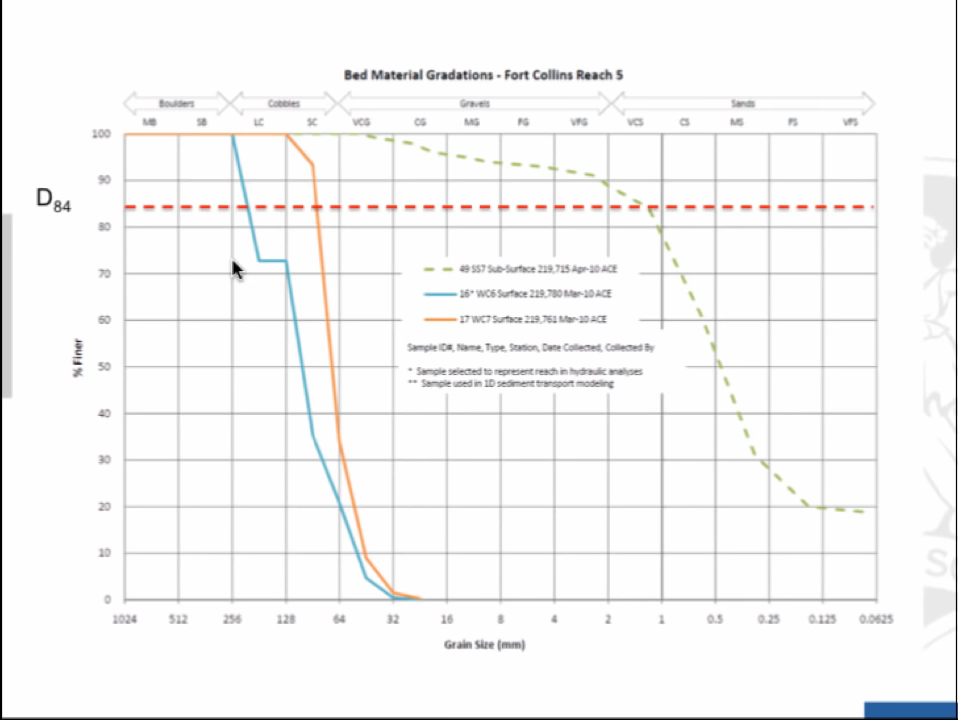 Bed Material Gradations - Fort Collins Reach 5
Boulders Cobbles Gravels Sands
MB SB LC SC VCG CG MG FG VFG VCS CS MS FS VFS
100
90
D84
80
70
60
50
40
30
20
10
0
% Finer
49 SS7 Sub-Surface 219,715 Apr-10 ACE
16* WC6 Surface 219,780 Mar-10 ACE
17 WC7 Surface 219,761 Mar-10 ACE
Sample ID#, Name, Type, Station, Date Collected, Collected By
* Sample selected to represent reach in hydraulic analyses
** Sample used in 1D sediment transport modeling
1024 512 256 128 64 32 16 8 4 2 1 0.5 0.25 0.125 0.0625
Grain Size (mm)